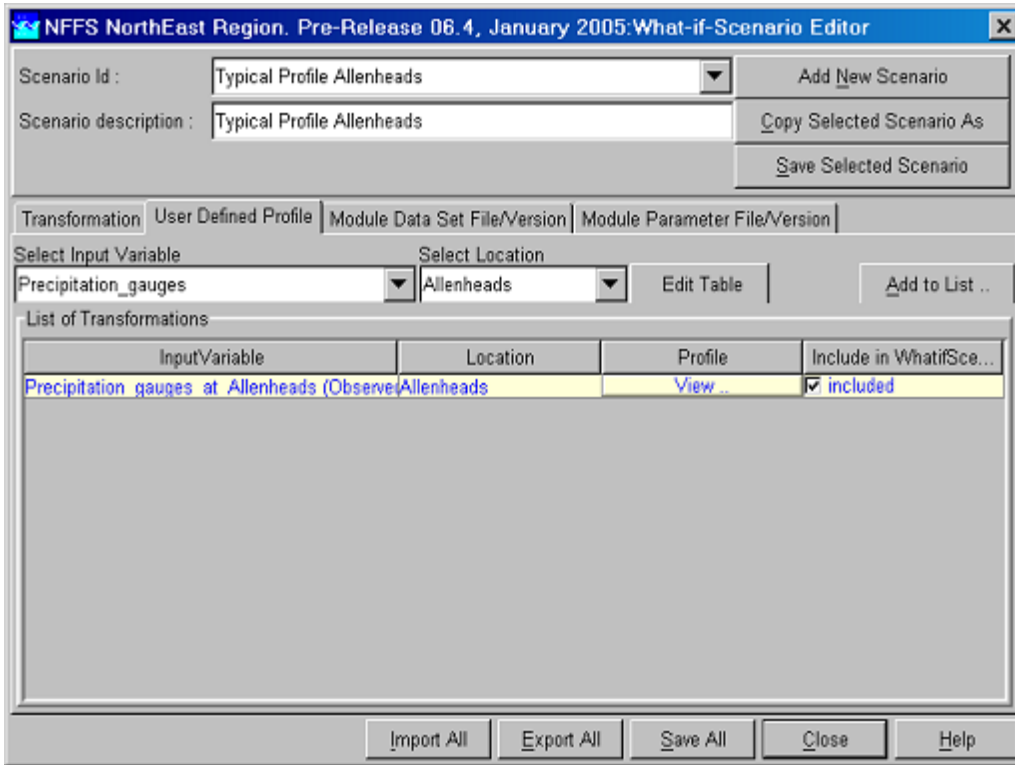 NFFS NorthEast Region. Pre-Release 06.4, January 2005:What-if-Scenario Editor
Scenario Id : Typical Profile Allenheads Add New Scenario
Scenario description : Typical Profile Allenheads Copy Selected Scenario As
Save Selected Scenario
Transformation User Defined Profile Module Data Set File/Version Module Parameter File/Version
Select Input Variable Select Location
Precipitation_gauges Allenheads Edit Table Add to List ..
List of Transformations
InputVariable Location Profile Include in WhatifSce...
Precipitation_gauges_at_Allenheads (Observe Allenheads View .. included
Import All Export All Save All Close Help